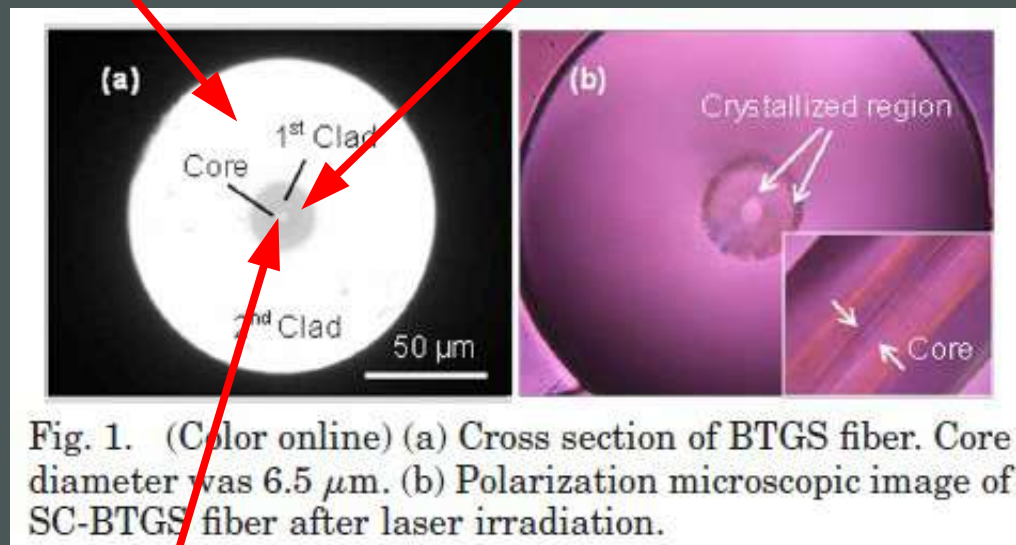 (a)
1st Clad
Core
2nd Clad
50 μm
(b)
Crystallized region
Core
Fig. 1. (Color online) (a) Cross section of BTGS fiber. Core
diameter was 6.5 μm. (b) Polarization microscopic image of
SC-BTGS fiber after laser irradiation.